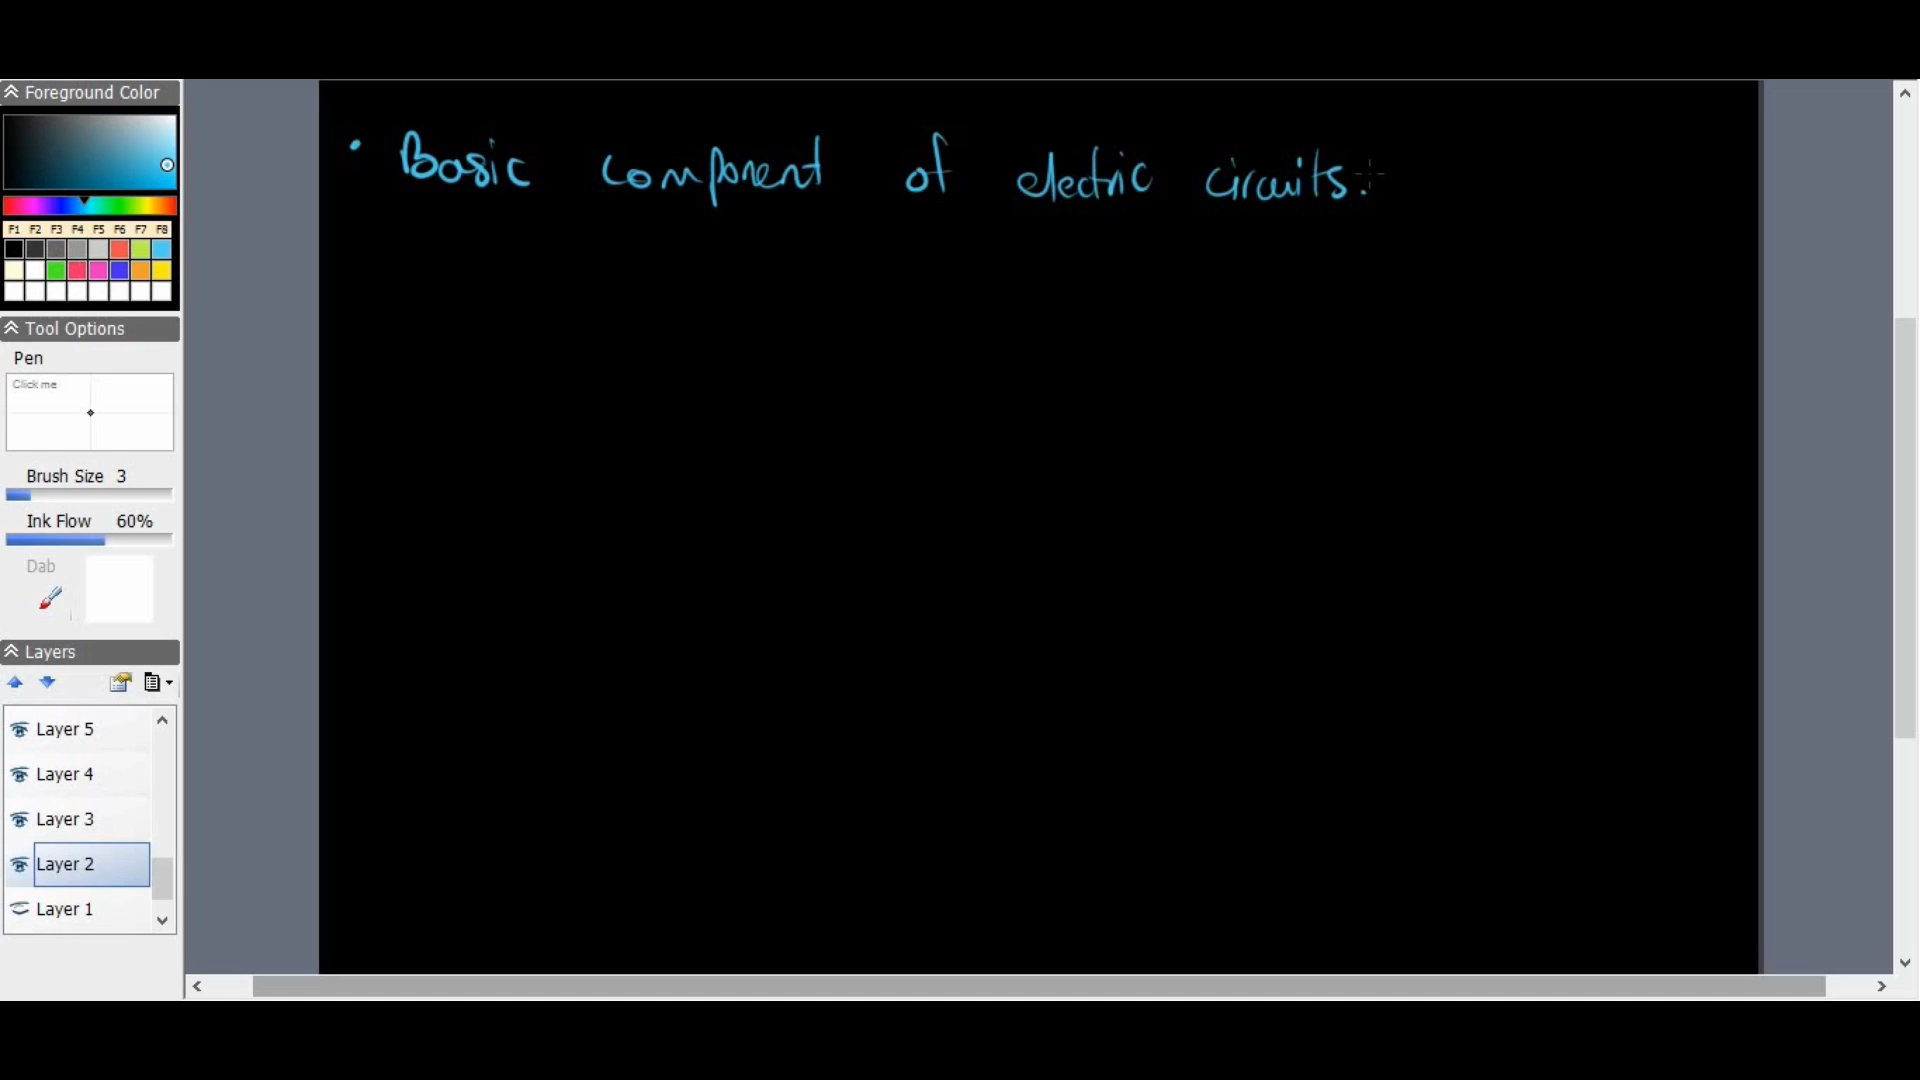 Foreground Color
F1 F2 F3 F4 F5 F6 F7 F8
Tool Options
Pen
Click me
Brush Size 3
Ink Flow 60%
Dab
Layers
Layer 5
Layer 4
Layer 3
Layer 2
Layer 1
• Basic component of electric circuits: